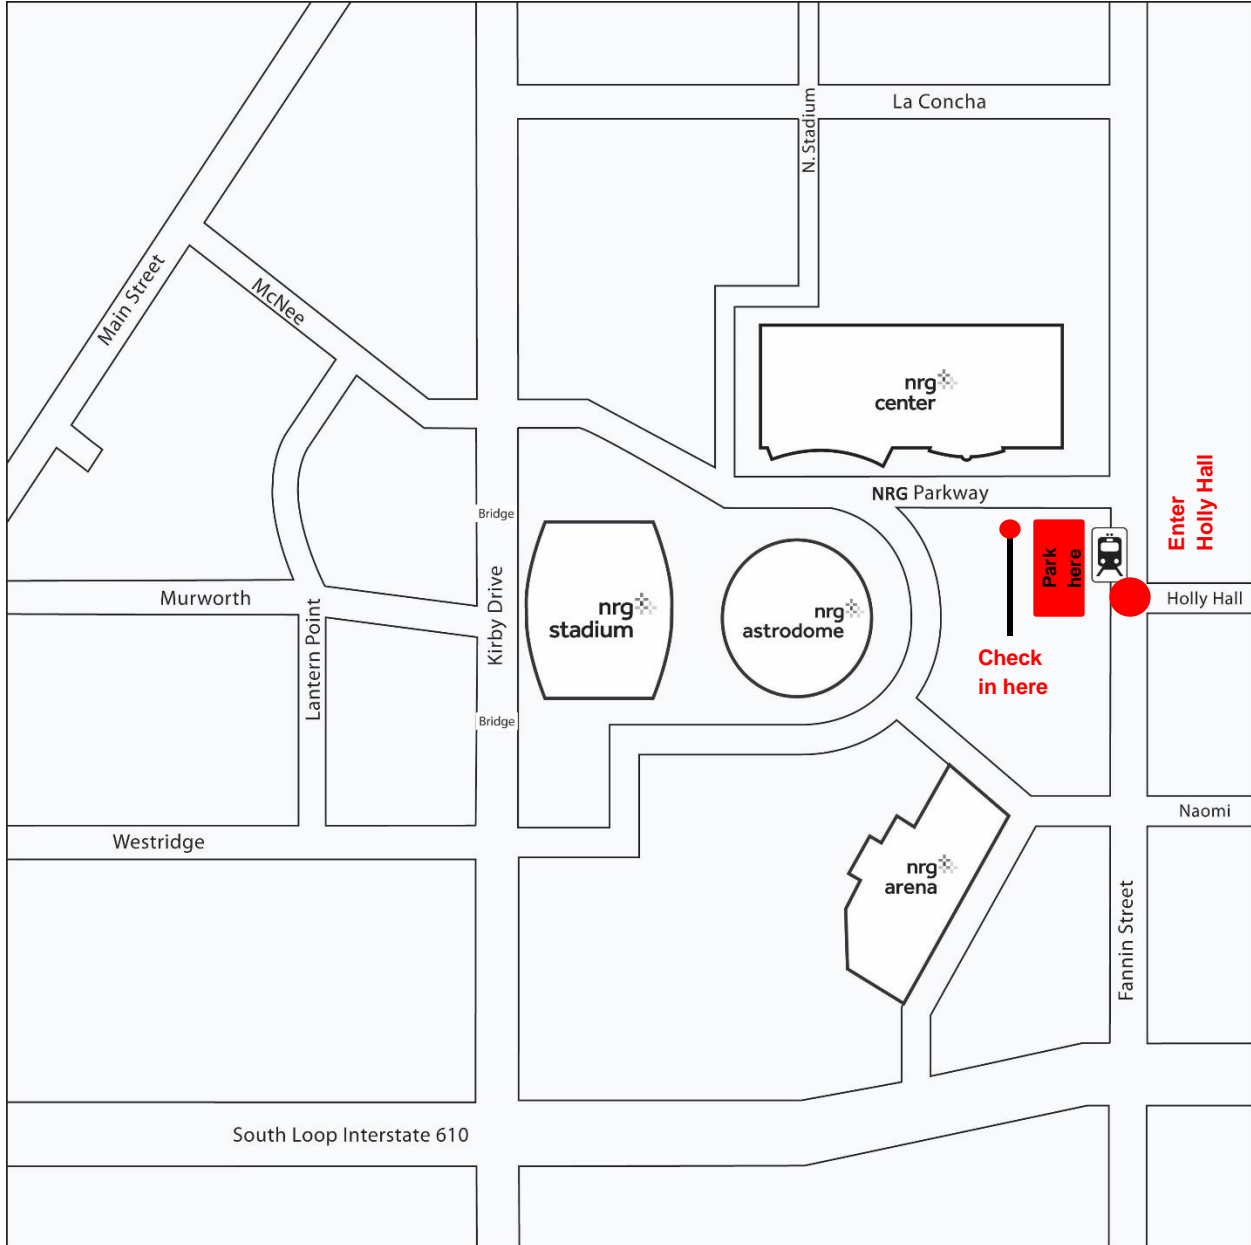 La Concha
N. Stadium
Main Street
McNee
nrg
center
NRG Parkway
Enter
Holly Hall
Bridge
Park
here
Murworth
Lantern Point
Kirby Drive
nrg
stadium
nrg
astrodome
Holly Hall
Check
in here
Bridge
Naomi
Westridge
nrg
arena
Fannin Street
South Loop Interstate 610